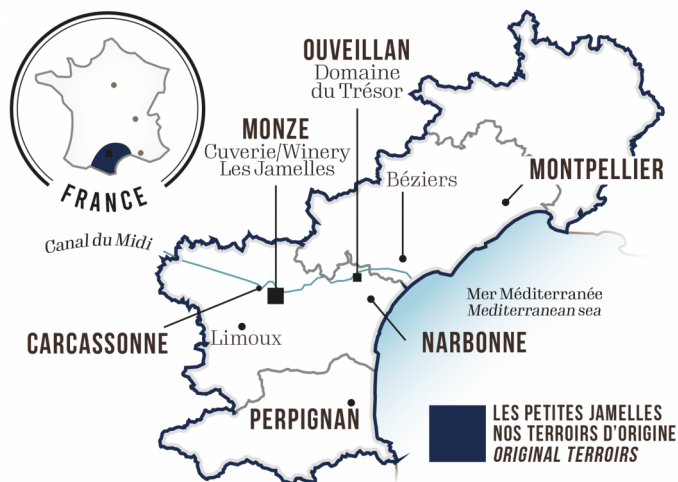 OUVEILLAN
Domaine
du Trésor
MONZE
Cuverie/Winery
Les Jamelles
Béziers
MONTPELLIER
FRANCE
Canal du Midi
Mer Méditerranée
Mediterranean sea
CARCASSONNE
Limoux
NARBONNE
PERPIGNAN
LES PETITES JAMELLES
NOS TERROIRS D'ORIGINE
ORIGINAL TERROIRS